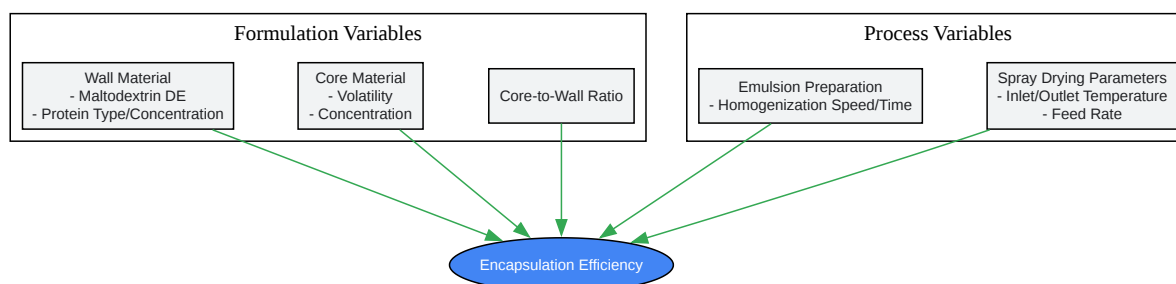 Formulation Variables
Wall Material
- Maltodextrin DE
- Protein Type/Concentration
Core Material
- Volatility
- Concentration
Core-to-Wall Ratio
Process Variables
Emulsion Preparation
- Homogenization Speed/Time
Spray Drying Parameters
- Inlet/Outlet Temperature
- Feed Rate
Encapsulation Efficiency